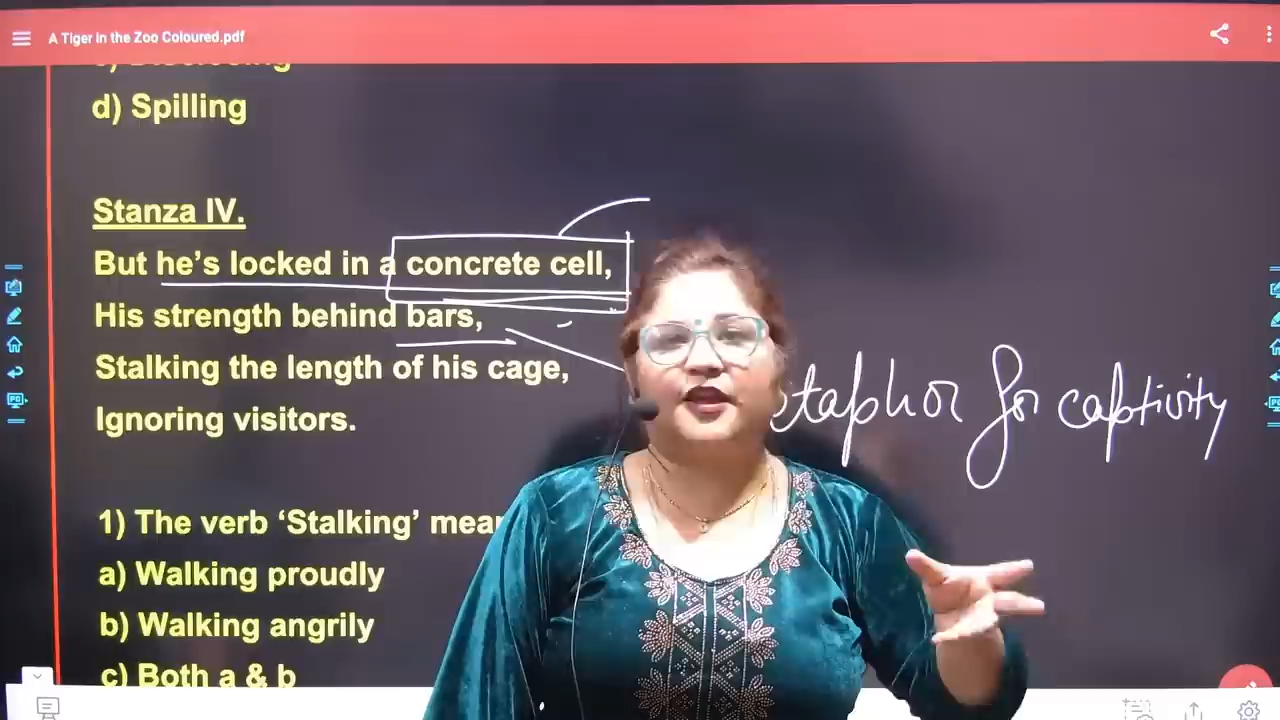 A Tiger in the Zoo Coloured.pdf
d) Spilling
Stanza IV.
But he's locked in a concrete cell,
His strength behind bars,
Stalking the length of his cage,
Ignoring visitors.
for captivity
1) The verb ‘Stalking’
a) Walking proudly
b) Walking angrily
c) Both a & b